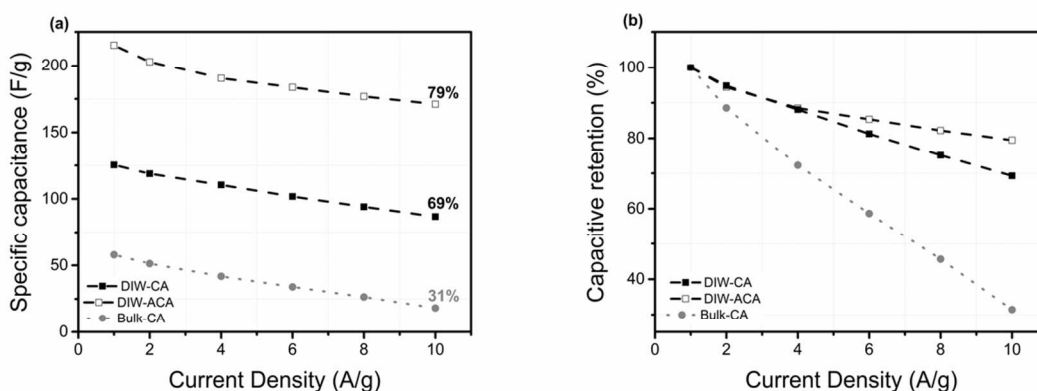 (a)
Specific capacitance (F/g)
200
150
100
50
0
79%
69%
31%
DIW-CA
DIW-ACA
Bulk-CA
0 2 4 6 8 10
Current Density (A/g)
(b)
Capacitive retention (%)
100
80
60
40
DIW-CA
DIW-ACA
Bulk-CA
0 2 4 6 8 10
Current Density (A/g)